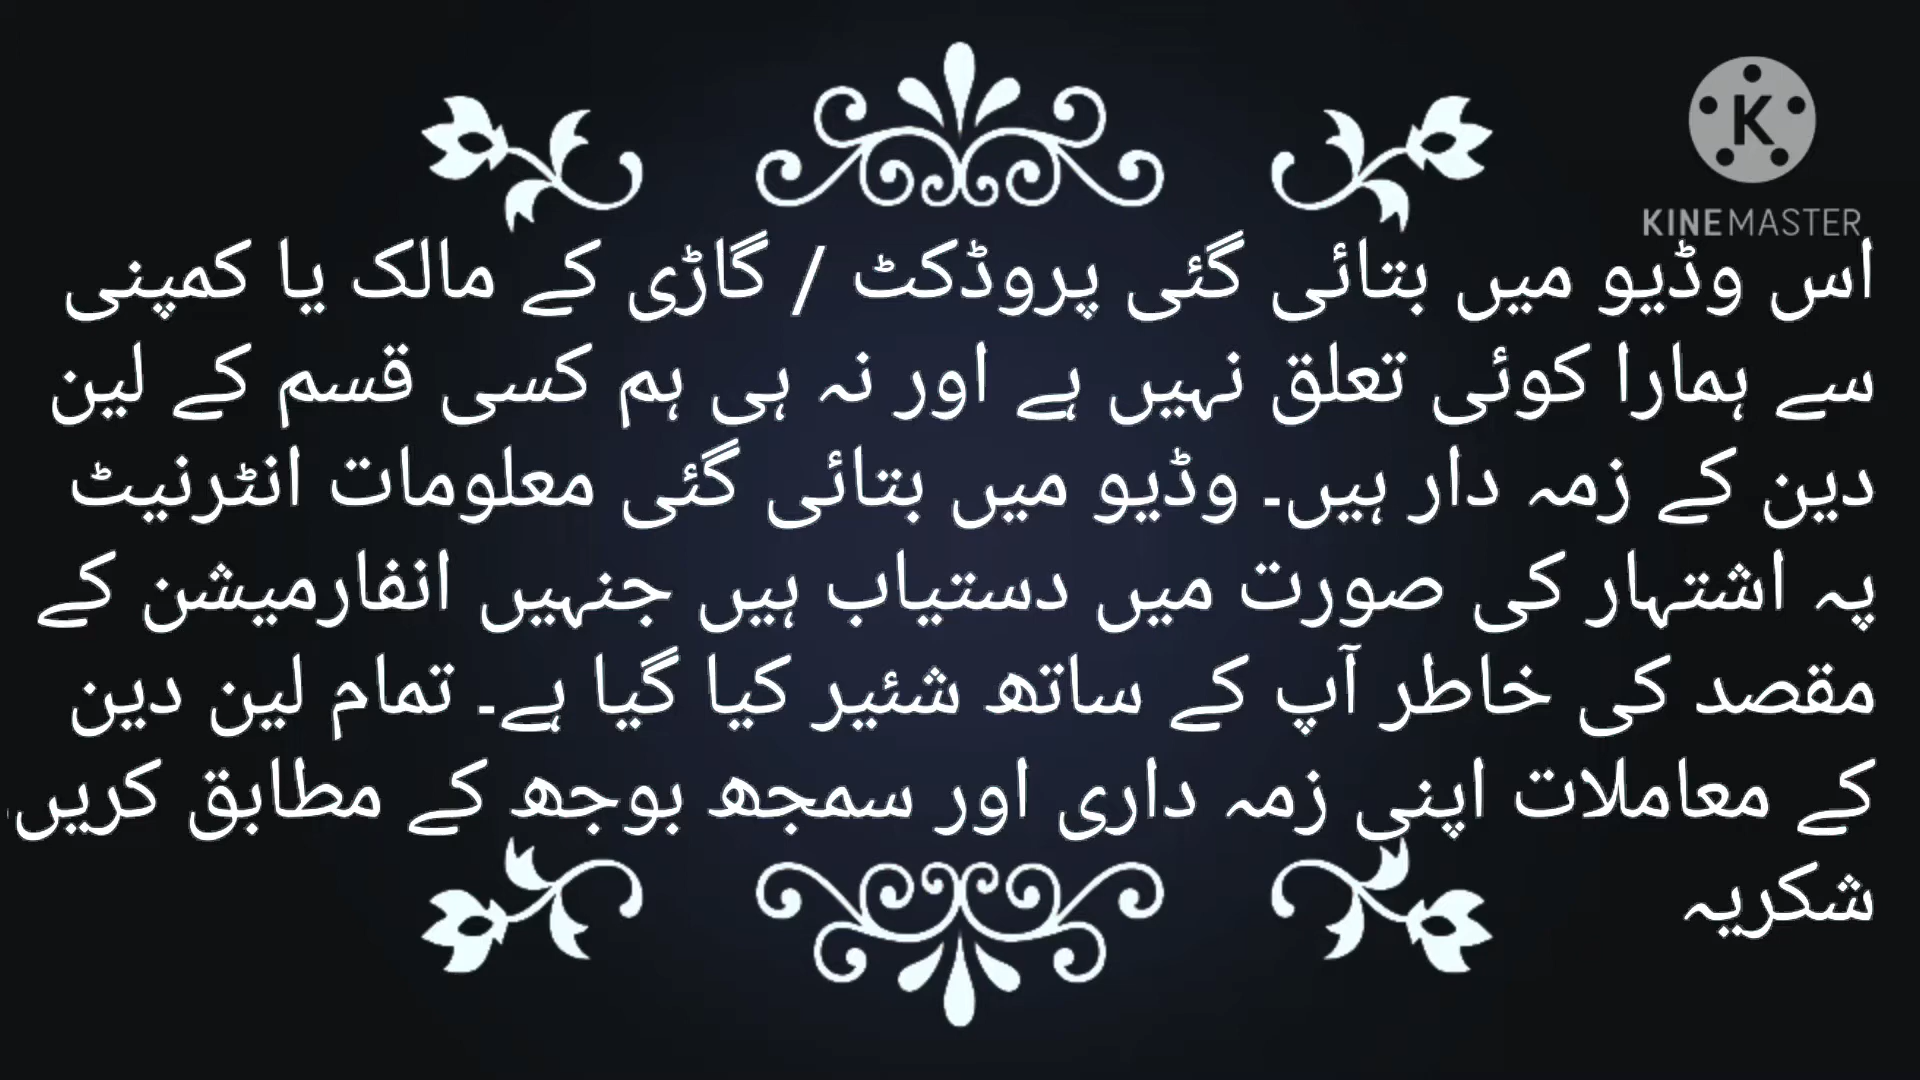 KINEMASTER
اس وڈیو میں بتائی گئی پروڈکٹ / گاڑی کے مالک یا کمپنی
سے ہمارا کوئی تعلق نہیں ہے اور نہ ہی ہم کسی قسم کے لین
دین کے زمہ دار ہیں۔ وڈیو میں بتائی گئی معلومات انٹرنیٹ
پہ اشتہار کی صورت میں دستیاب ہیں جنہیں انفارمیشن کے
مقصد کی خاطر آپ کے ساتھ شئیر کیا گیا ہے۔ تمام لین دین
کے معاملات اپنی زمہ داری اور سمجھ بوجھ کے مطابق کریں
شکریہ